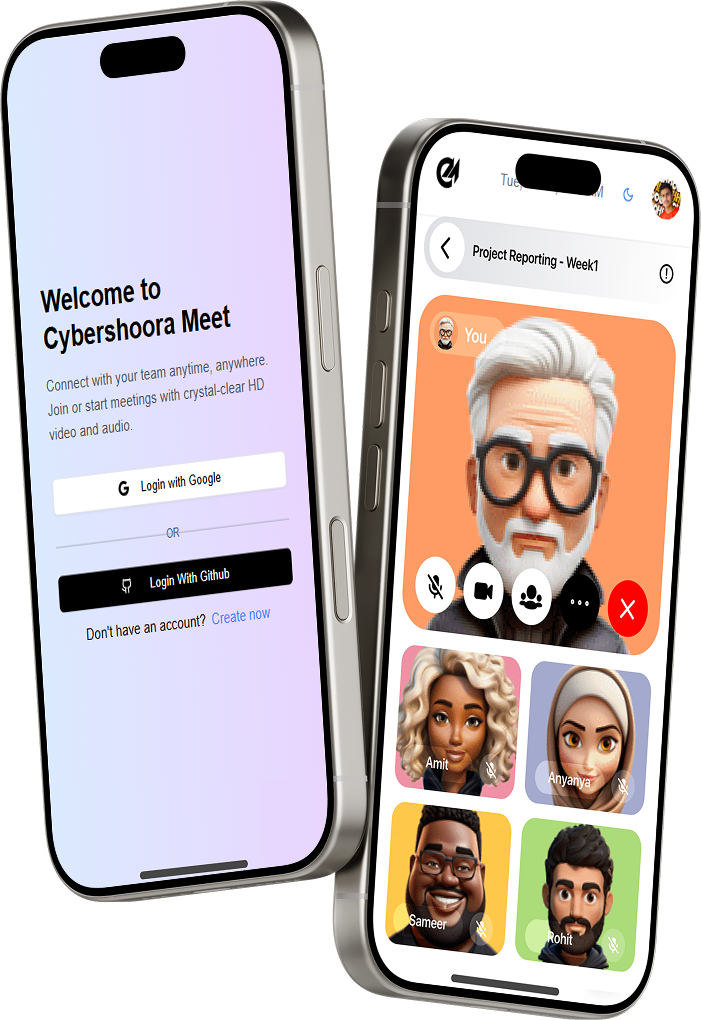 Welcome to
Cybershoora Meet
Connect with your team anytime, anywhere.
Join or start meetings with crystal-clear HD
video and audio.
G Login with Google
OR
Login With Github
Don't have an account? Create now
Project Reporting - Week1
You
Amit
Anyanya
Sameer
Rohit